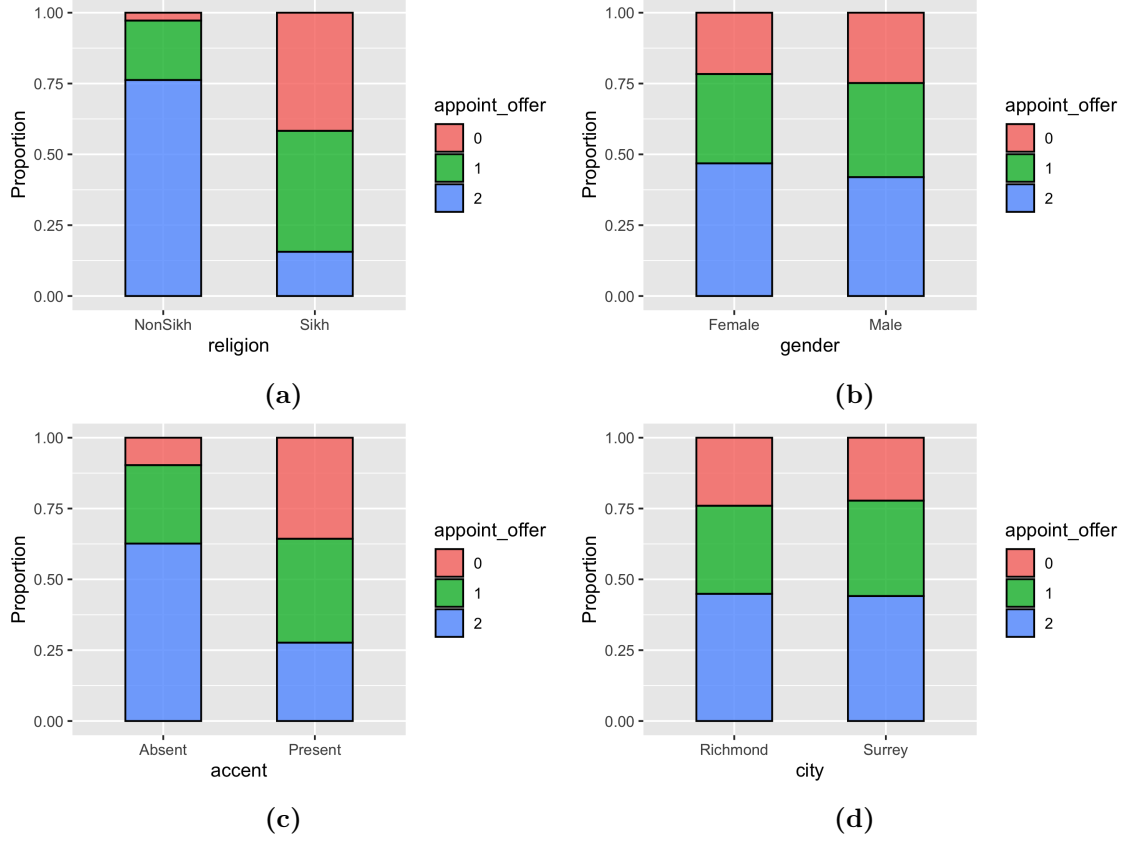 1.00
0.75
0.50
0.25
0.00
Proportion
NonSikh Sikh
religion
appoint_offer
0
1
2
(a)
1.00
0.75
0.50
0.25
0.00
Proportion
Female Male
gender
appoint_offer
0
1
2
(b)
1.00
0.75
0.50
0.25
0.00
Proportion
Absent Present
accent
appoint_offer
0
1
2
(c)
1.00
0.75
0.50
0.25
0.00
Proportion
Richmond Surrey
city
appoint_offer
0
1
2
(d)